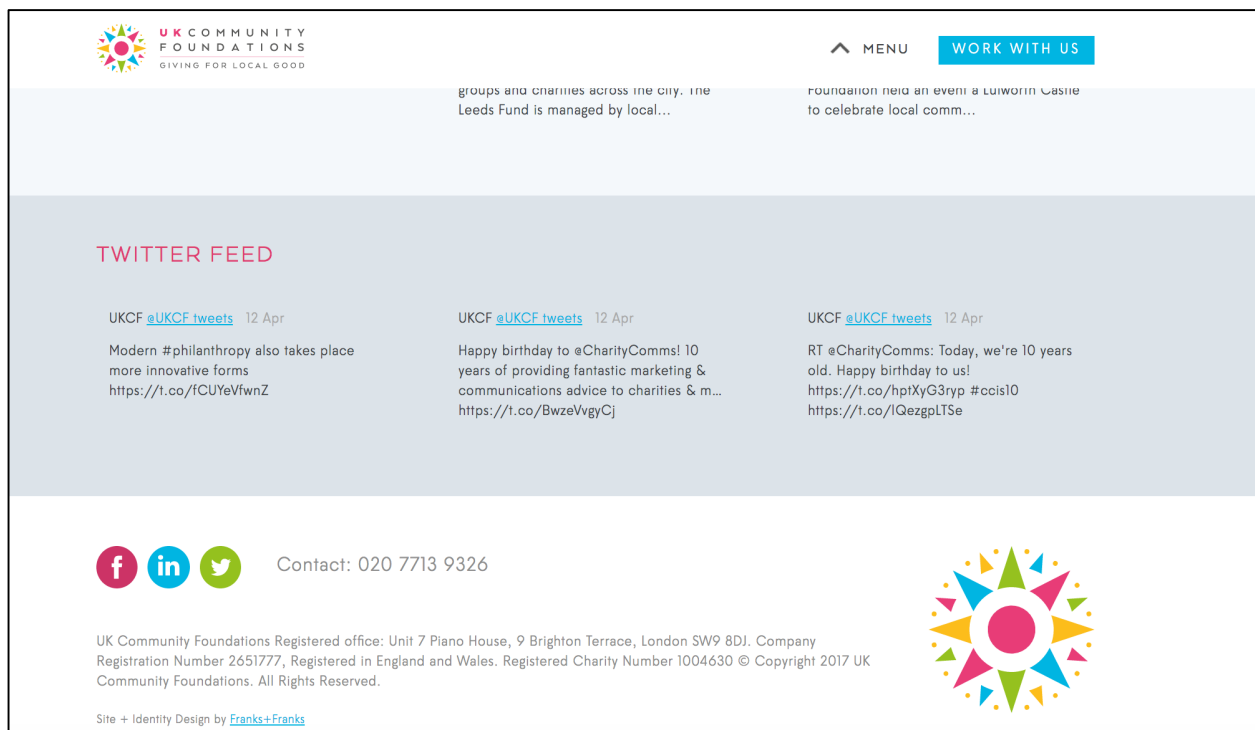 UK COMMUNITY
FOUNDATIONS
GIVING FOR LOCAL GOOD
MENU
WORK WITH US
groups and charities across the city. The
Leeds Fund is managed by local...
Foundation held an event a Lulworth Castle
to celebrate local comm...
TWITTER FEED
UKCF @UKCF tweets 12 Apr
Modern #philanthropy also takes place
more innovative forms
https://t.co/fCUYeVfwnZ
UKCF @UKCF tweets 12 Apr
Happy birthday to @CharityComms! 10
years of providing fantastic marketing &
communications advice to charities & m...
https://t.co/BwzeVvgyCj
UKCF @UKCF tweets 12 Apr
RT @CharityComms: Today, we're 10 years
old. Happy birthday to us!
https://t.co/hptXyG3ryp #ccis10
https://t.co/lQezgpLTSe
f in
Contact: 020 7713 9326
UK Community Foundations Registered office: Unit 7 Piano House, 9 Brighton Terrace, London SW9 8DJ. Company
Registration Number 2651777, Registered in England and Wales. Registered Charity Number 1004630 © Copyright 2017 UK
Community Foundations. All Rights Reserved.
Site + Identity Design by Franks+Franks